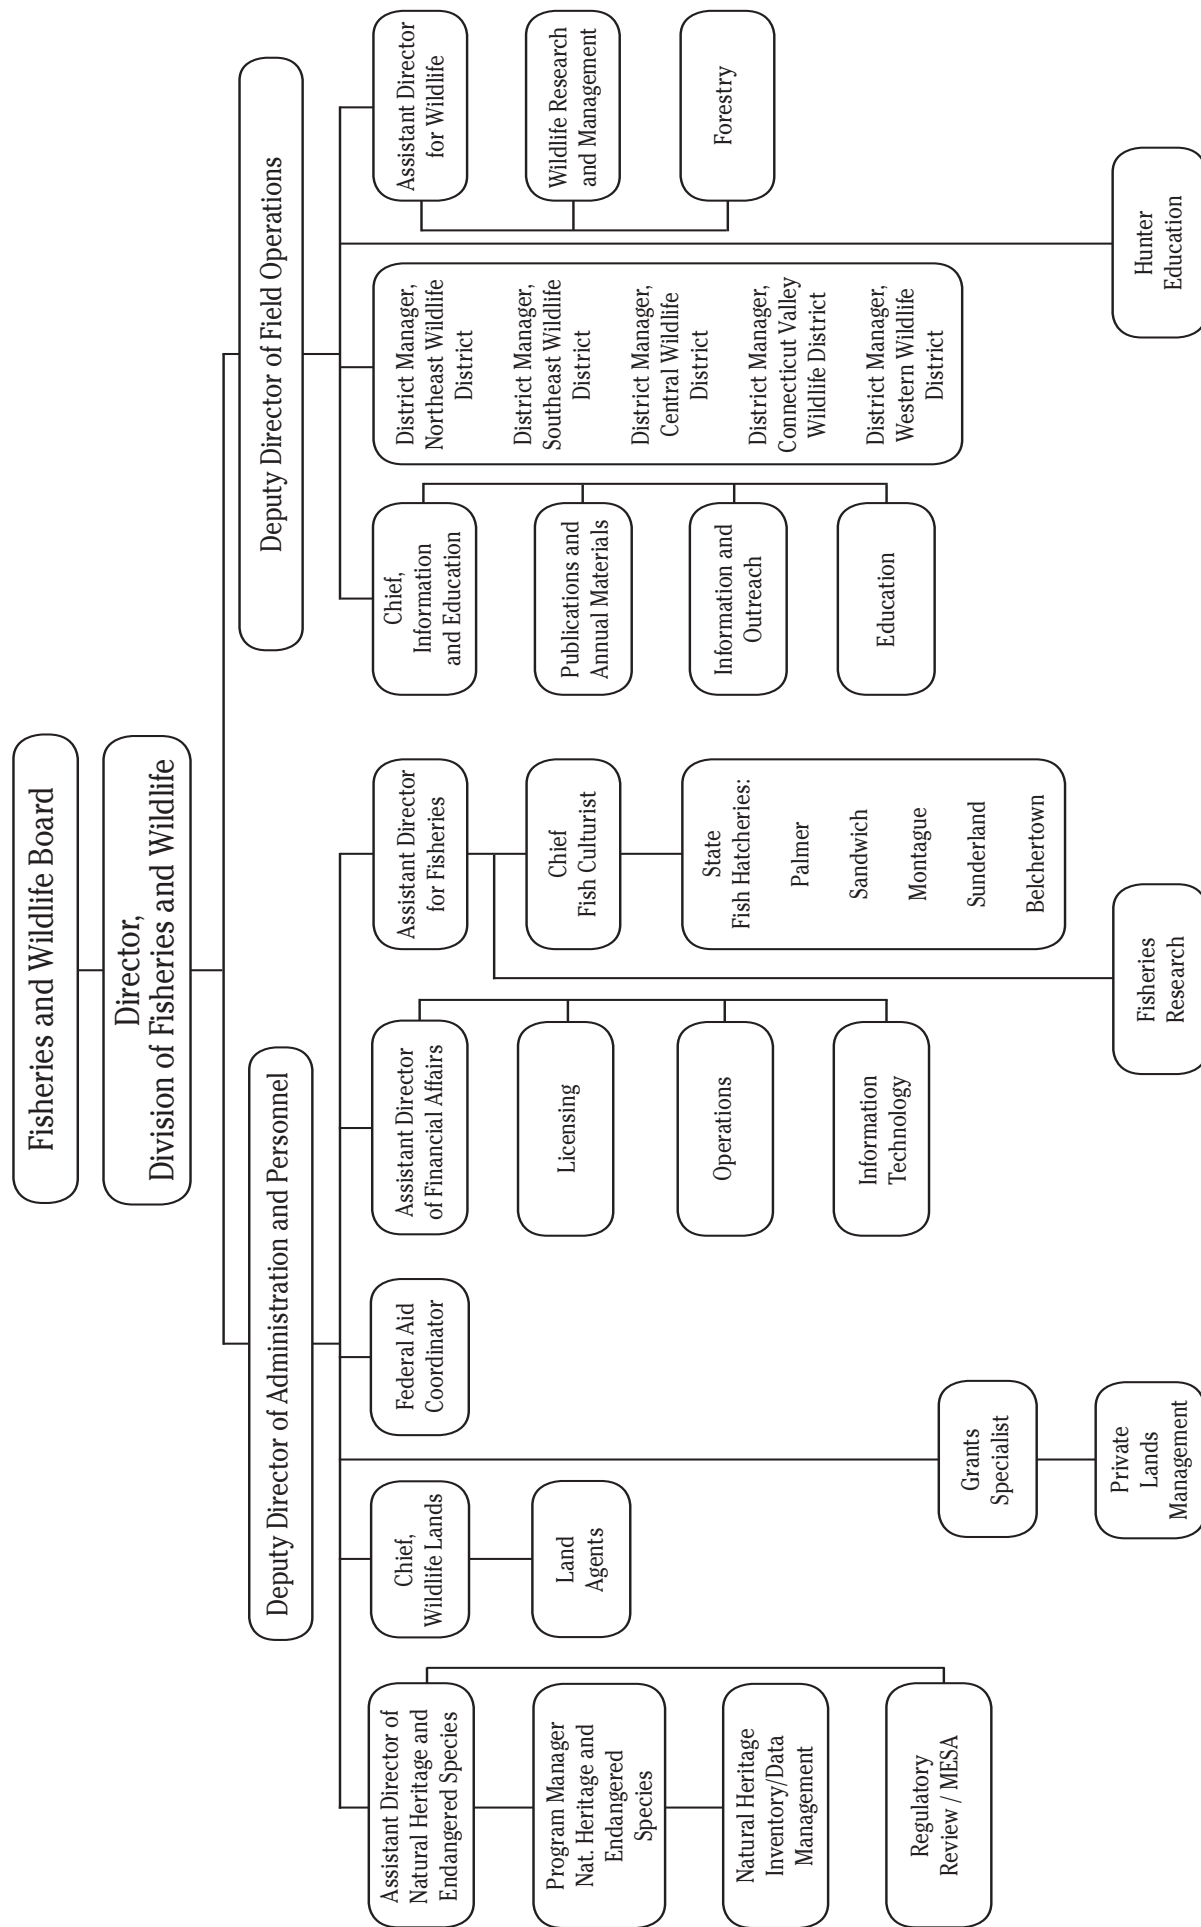 Fisheries and Wildlife Board
Director,
Division of Fisheries and Wildlife
Deputy Director of Administration and Personnel
Deputy Director of Field Operations
Assistant Director of
Natural Heritage and
Endangered Species
Program Manager
Nat. Heritage and
Endangered
Species
Natural Heritage
Inventory/Data
Management
Regulatory
Review / MESA
Chief,
Wildlife Lands
Land
Agents
Grants
Specialist
Private
Lands
Management
Federal Aid
Coordinator
Assistant Director
of Financial Affairs
Licensing
Operations
Information
Technology
Assistant Director
for Fisheries
Chief
Fish Culturist
State
Fish Hatcheries:
Palmer
Sandwich
Montague
Sunderland
Belchertown
Fisheries
Research
Chief,
Information
and Education
Publications and
Annual Materials
Information and
Outreach
Education
District Manager,
Northeast Wildlife
District
District Manager,
Southeast Wildlife
District
District Manager,
Central Wildlife
District
District Manager,
Connecticut Valley
Wildlife District
District Manager,
Western Wildlife
District
Assistant Director
for Wildlife
Wildlife Research
and Management
Forestry
Hunter
Education